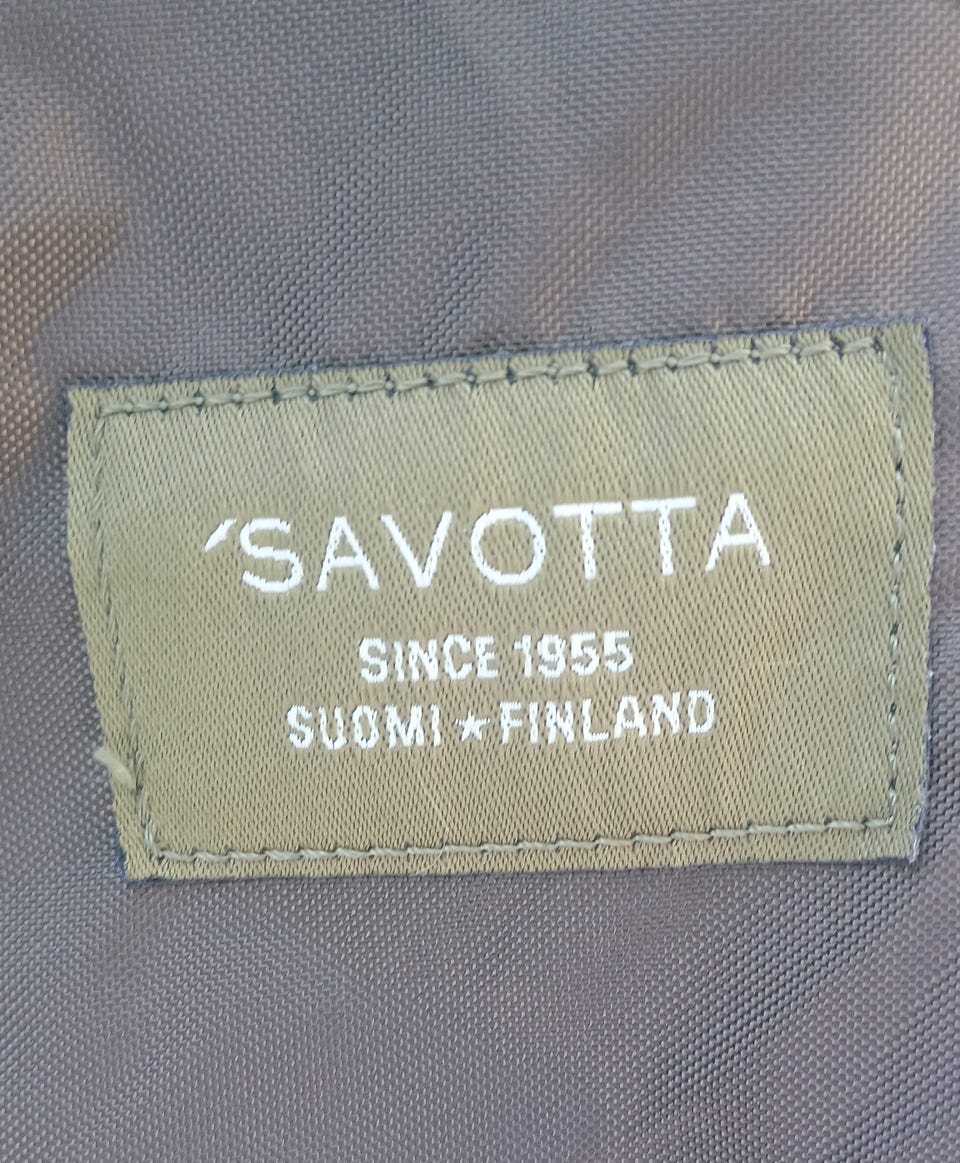 'SAVOTTA
SINCE 1955
SUOMI ★ FINLAND